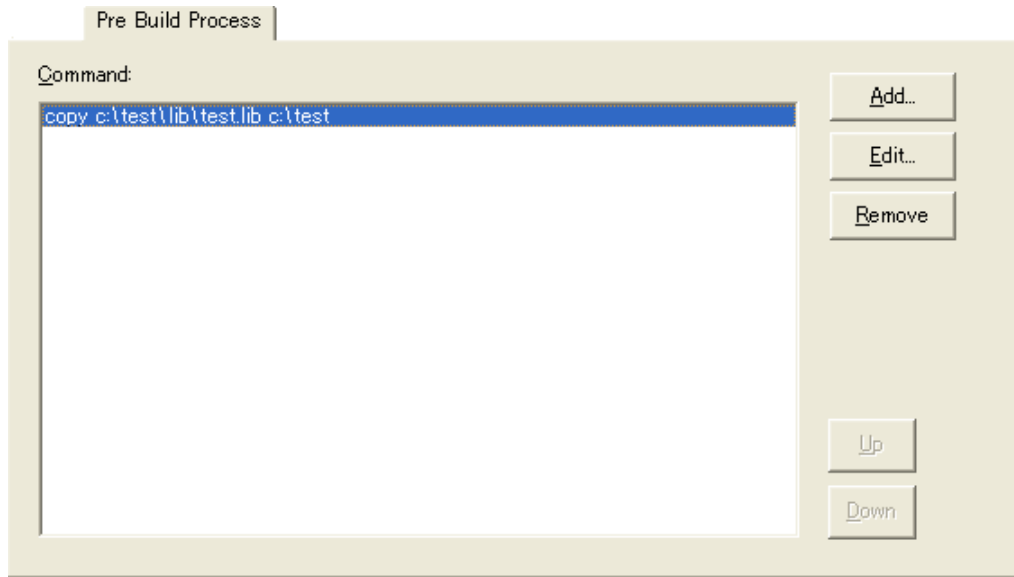 Pre Build Process
Command:
copy c:\test\lib\test.lib c:\test
Add...
Edit...
Remove
Up
Down